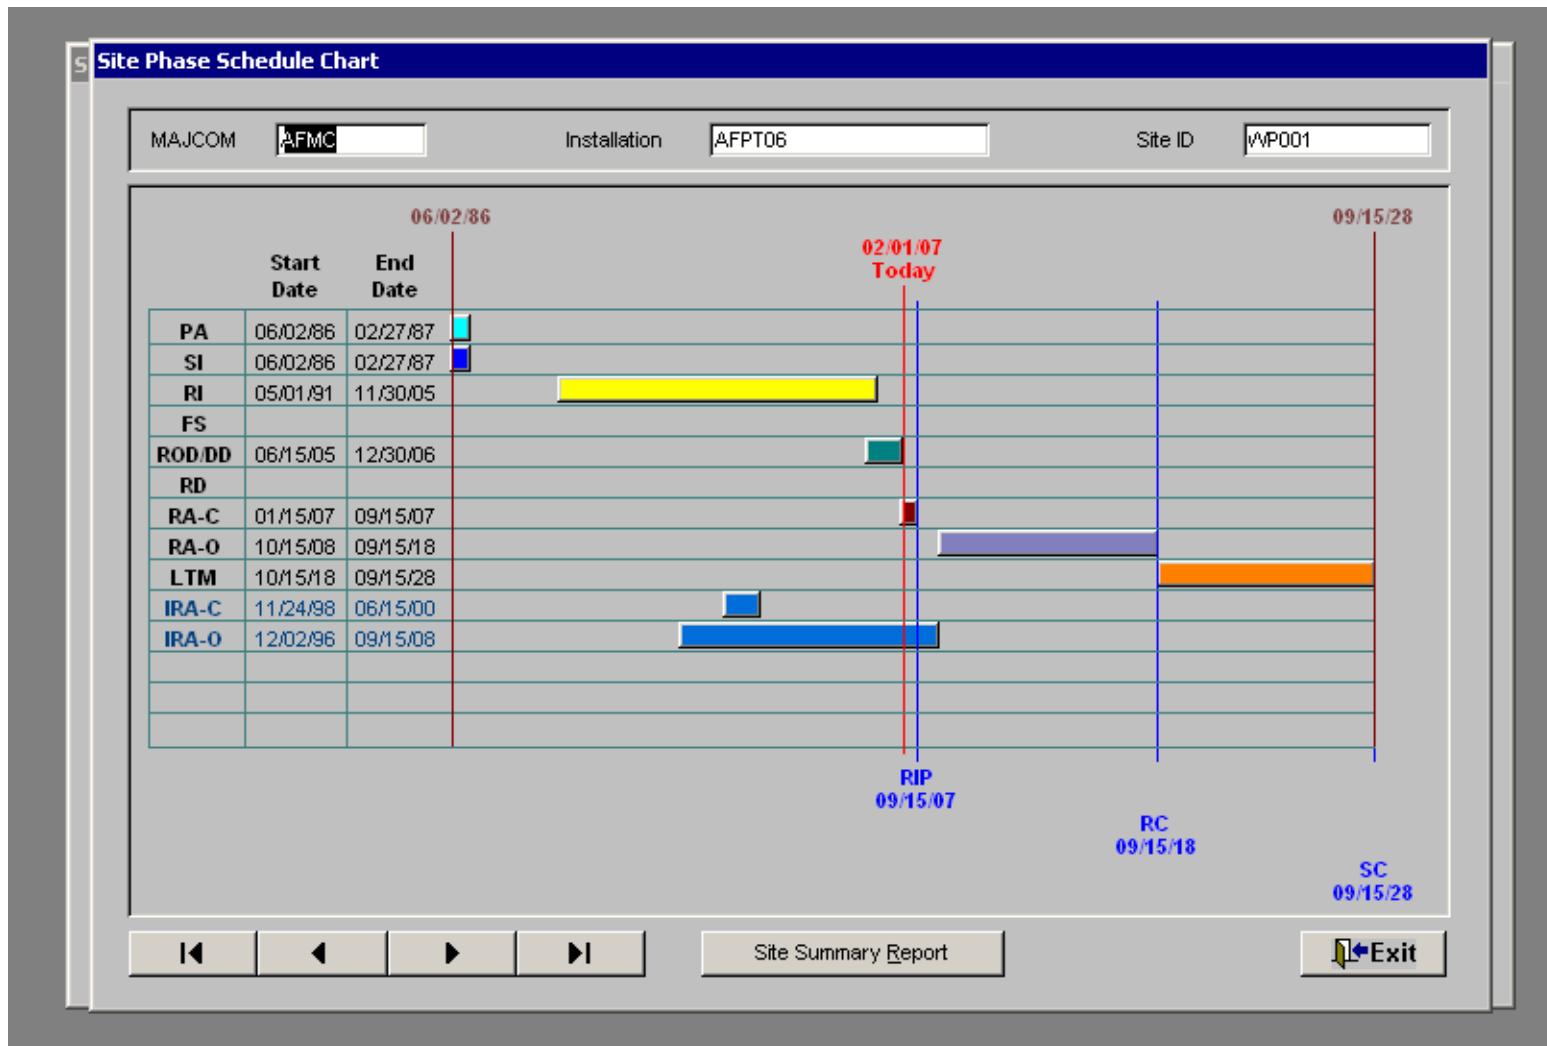 S
Site Phase Schedule Chart
MAJCOM AFMC Installation AFPT06 Site ID WP001
06/02/86 09/15/28
02/01/07
Today
Start End
Date Date
PA 06/02/86 02/27/87
SI 06/02/86 02/27/87
RI 05/01/91 11/30/05
FS
ROD/DD 06/15/05 12/30/06
RD
RA-C 01/15/07 09/15/07
RA-O 10/15/08 09/15/18
LTM 10/15/18 09/15/28
IRA-C 11/24/98 06/15/00
IRA-O 12/02/96 09/15/08
RIP
09/15/07
RC
09/15/18
SC
09/15/28
Site Summary Report Exit